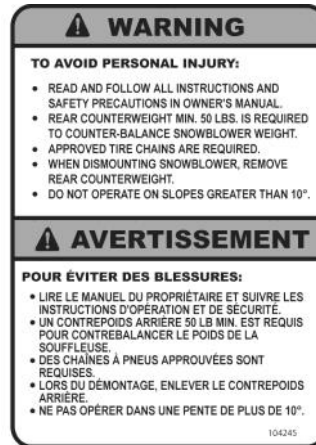 WARNING
TO AVOID PERSONAL INJURY:
• READ AND FOLLOW ALL INSTRUCTIONS AND
SAFETY PRECAUTIONS IN OWNER'S MANUAL.
• REAR COUNTERWEIGHT MIN. 50 LBS. IS REQUIRED
TO COUNTER-BALANCE SNOWBLOWER WEIGHT.
• APPROVED TIRE CHAINS ARE REQUIRED.
• WHEN DISMOUNTING SNOWBLOWER, REMOVE
REAR COUNTERWEIGHT.
• DO NOT OPERATE ON SLOPES GREATER THAN 10°.
AVERTISSEMENT
POUR ÉVITER DES BLESSURES:
• LIRE LE MANUEL DU PROPRIÉTAIRE ET SUIVRE LES
INSTRUCTIONS D'OPÉRATION ET DE SÉCURITÉ.
• UN CONTREPOIDS ARRIÈRE 50 LB MIN. EST REQUIS
POUR CONTREBALANCER LE POIDS DE LA
SOUFFLEUSE.
• DES CHAÎNES À PNEUS APPROUVÉES SONT
REQUISES.
• LORS DU DÉMONTAGE, ENLEVER LE CONTREPOIDS
ARRIÈRE.
• NE PAS OPÉRER DANS UNE PENTE DE PLUS DE 10°.
104245